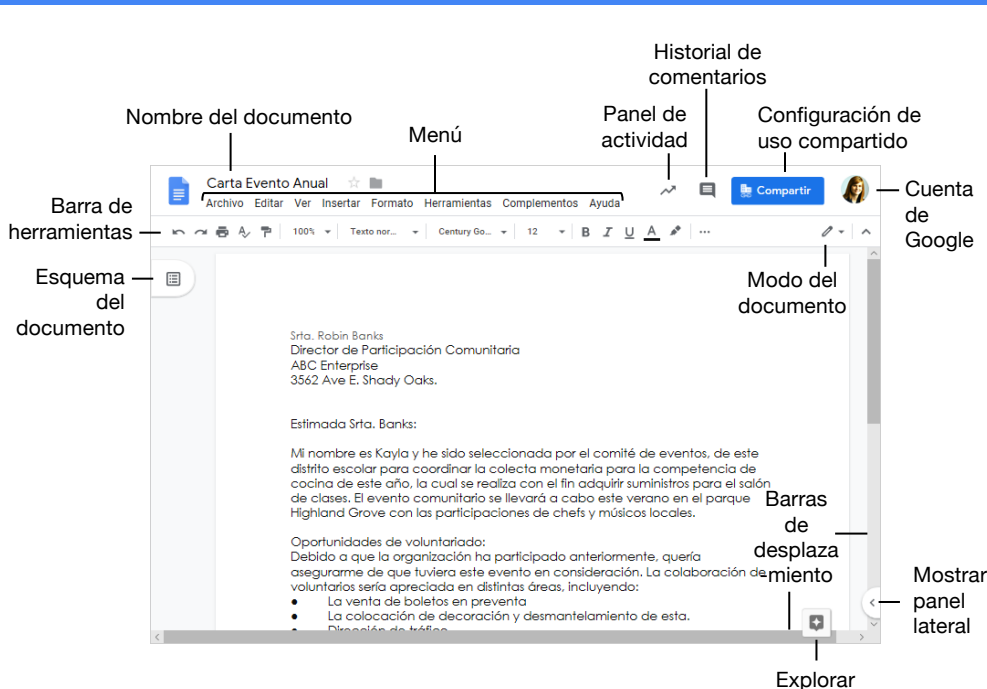 Historial de
comentarios
Nombre del documento
Menú
Panel de
actividad
Configuración de
uso compartido
Carta Evento Anual
Compartir
Archivo Editar Ver Insertar Formato Herramientas Complementos Ayuda
Cuenta
de
Google
Barra de
herramientas
100% Texto nor... Century Go... 12 B I U A ...
Esquema
del
documento
Modo del
documento
Srta. Robin Banks
Director de Participación Comunitaria
ABC Enterprise
3562 Ave E. Shady Oaks.
Estimada Srta. Banks:
Mi nombre es Kayla y he sido seleccionada por el comité de eventos, de este
distrito escolar para coordinar la colecta monetaria para la competencia de
cocina de este año, la cual se realiza con el fin adquirir suministros para el salón
de clases. El evento comunitario se llevará a cabo este verano en el parque
Highland Grove con las participaciones de chefs y músicos locales.
Oportunidades de voluntariado:
Debido a que la organización ha participado anteriormente, quería
asegurarme de que tuviera este evento en consideración. La colaboración de
voluntarios sería apreciada en distintas áreas, incluyendo:
● La venta de boletos en preventa
● La colocación de decoración y desmantelamiento de esta.
● Dirección de tráfico
Barras
de
desplaza
-miento
Mostrar
panel
lateral
Explorar